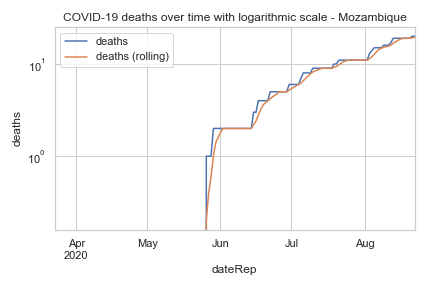 COVID-19 deaths over time with logarithmic scale - Mozambique
deaths
deaths (rolling)
10¹
10⁰
deaths
Apr
2020
May
Jun
Jul
Aug
dateRep